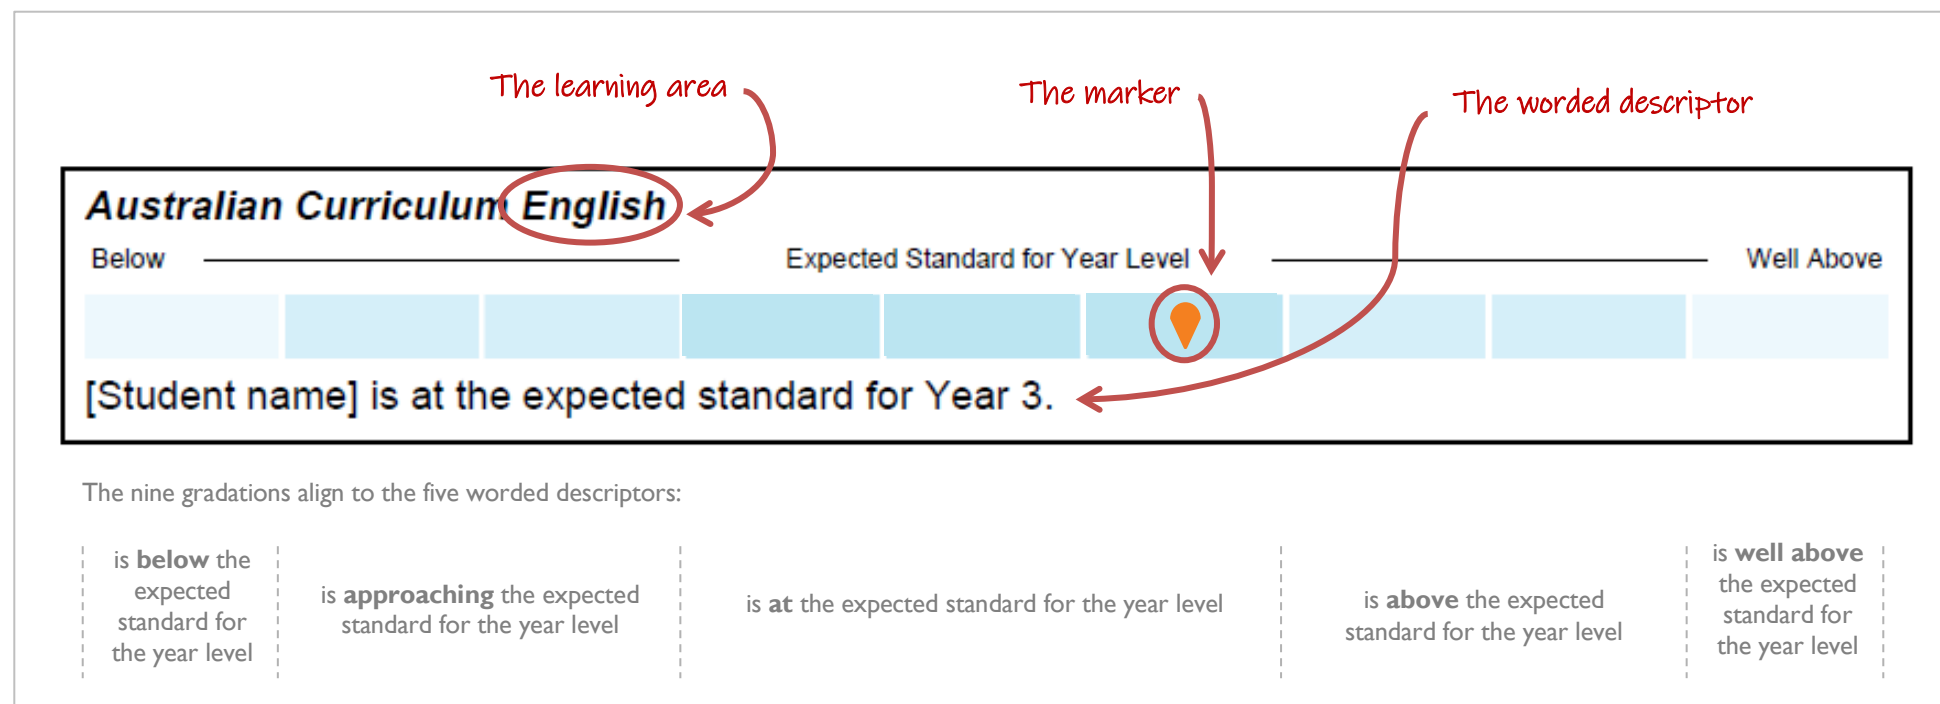 The learning area
The marker
The worded descriptor
Australian Curriculum English
Below
Expected Standard for Year Level
Well Above
[Student name] is at the expected standard for Year 3.
The nine gradations align to the five worded descriptors:
is below the
expected
standard for
the year level
is approaching the expected
standard for the year level
is at the expected standard for the year level
is above the expected
standard for the year level
is well above
the expected
standard for
the year level